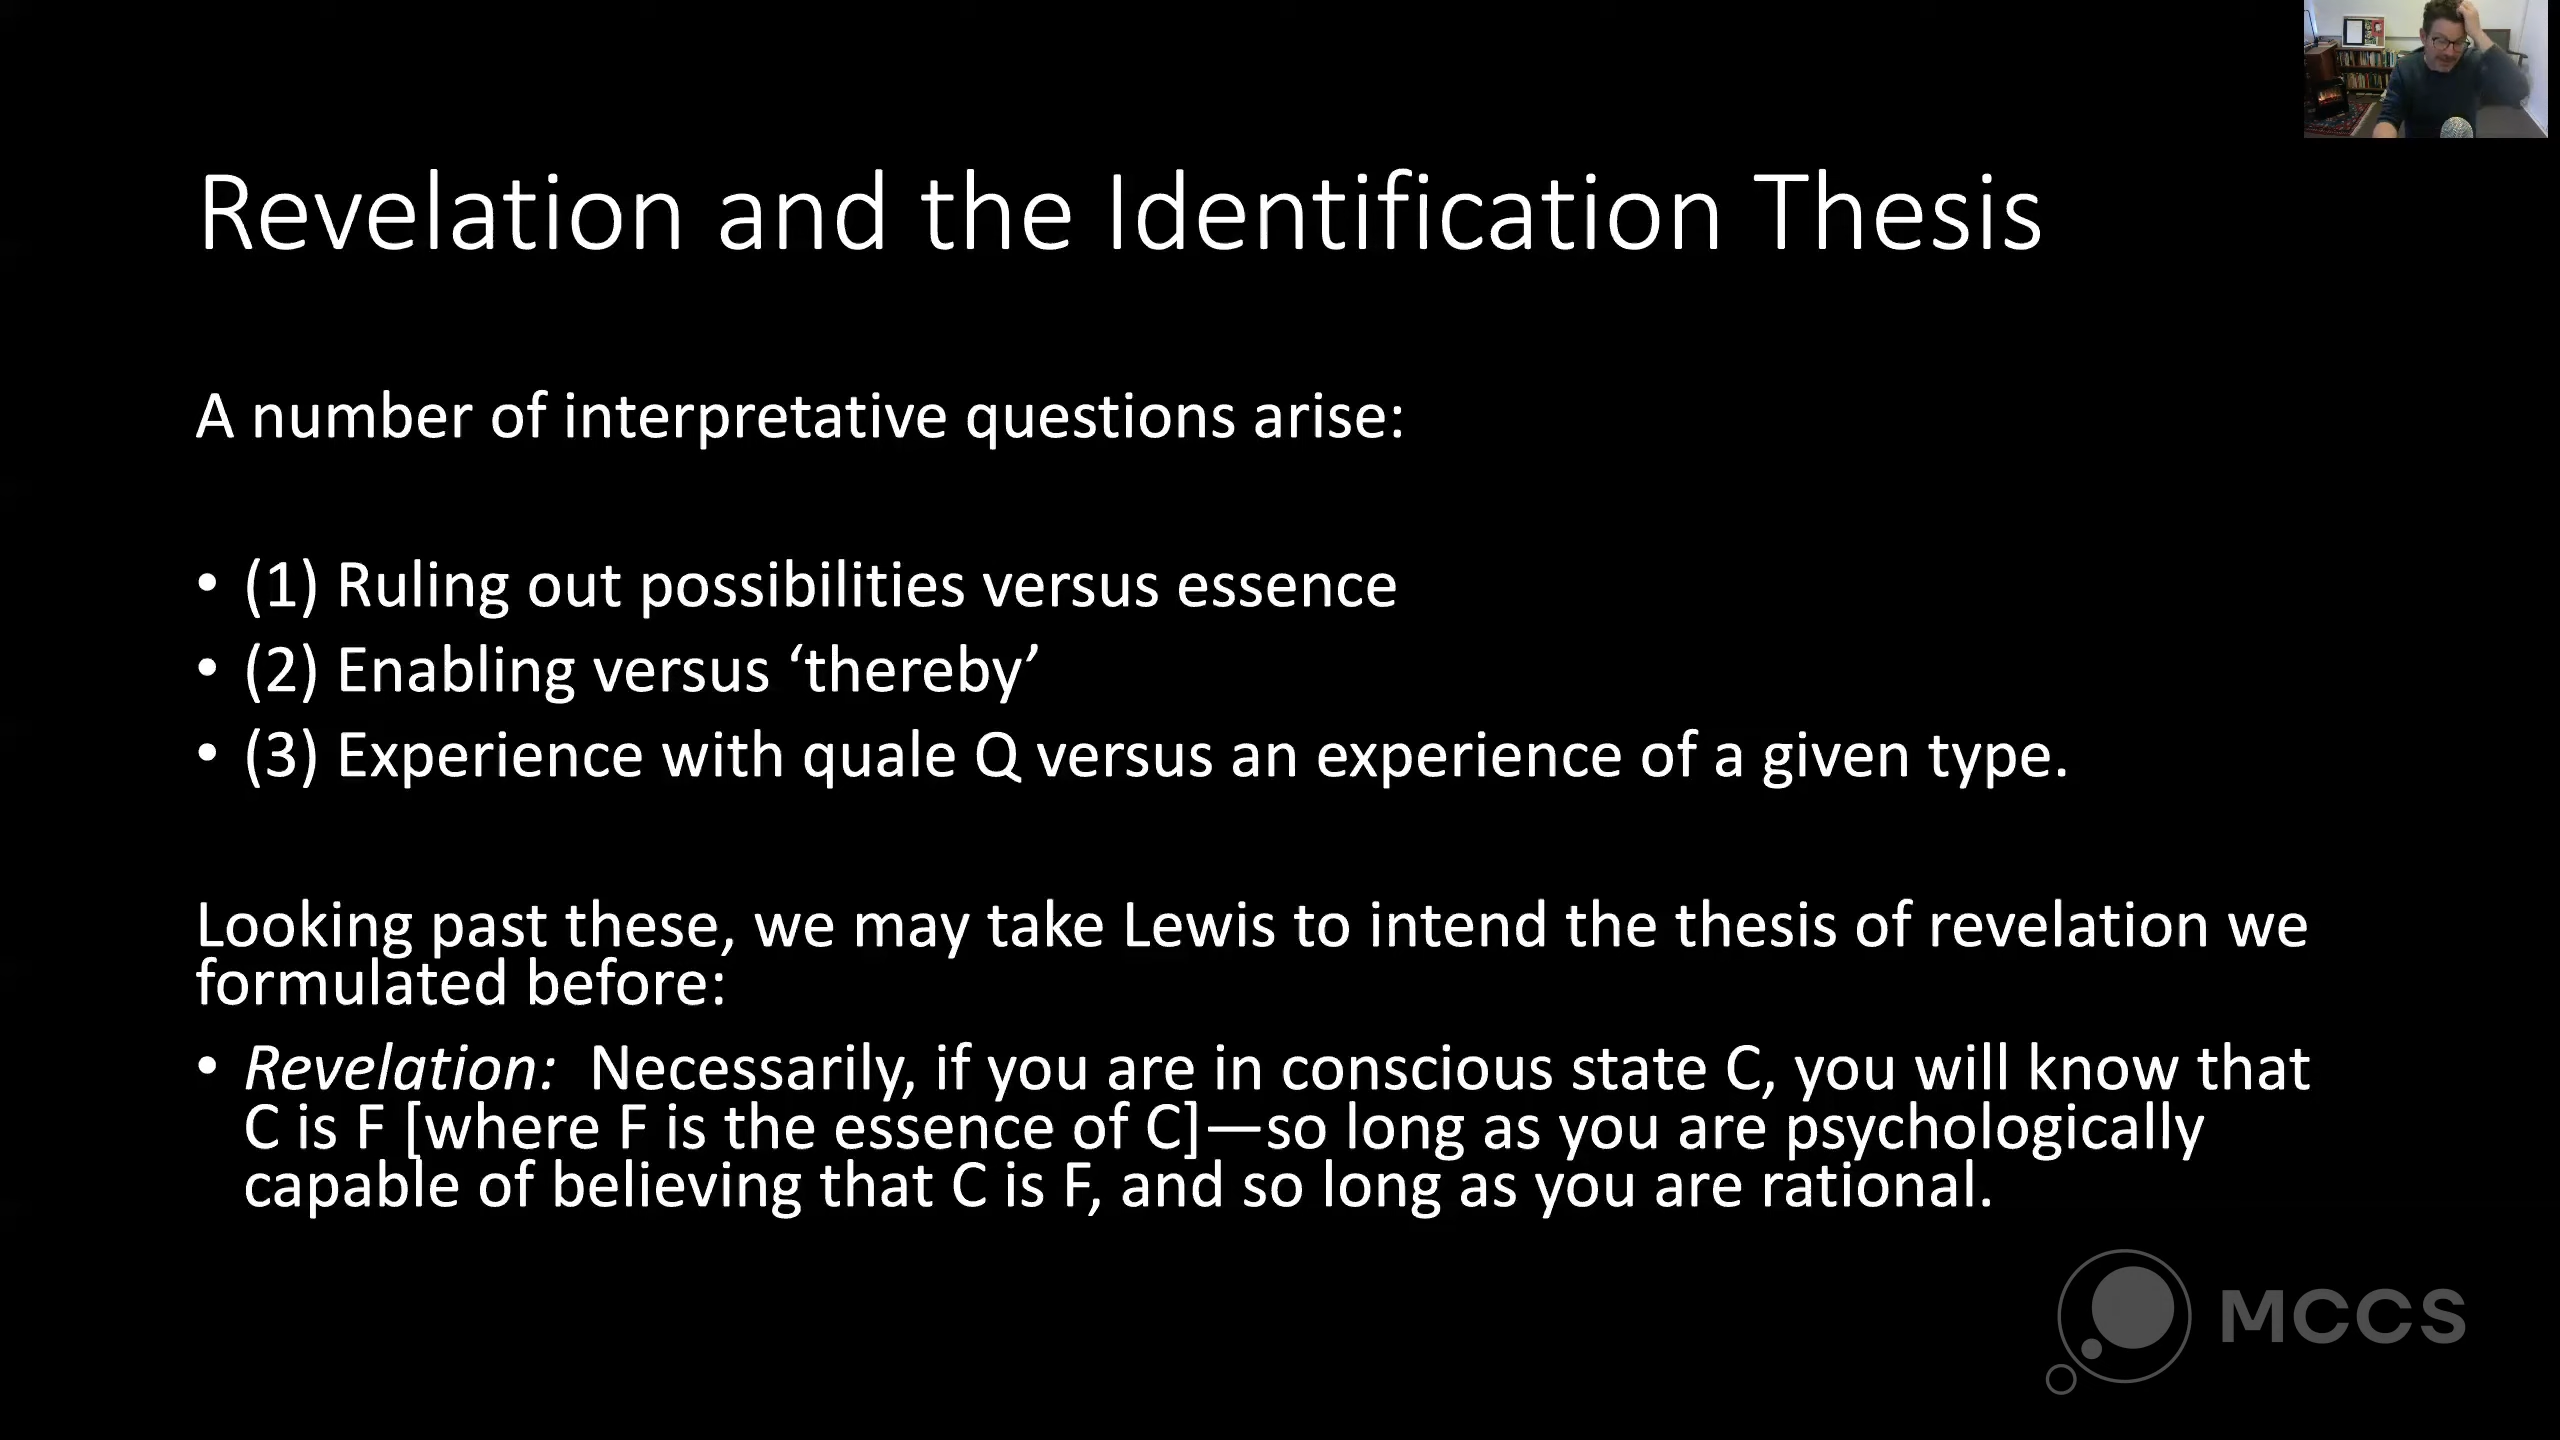 Revelation and the Identification Thesis
A number of interpretative questions arise:
• (1) Ruling out possibilities versus essence
• (2) Enabling versus ‘thereby’
• (3) Experience with quale Q versus an experience of a given type.
Looking past these, we may take Lewis to intend the thesis of revelation we
formulated before:
• Revelation:  Necessarily, if you are in conscious state C, you will know that
C is F [where F is the essence of C]—so long as you are psychologically
capable of believing that C is F, and so long as you are rational.
MCCS